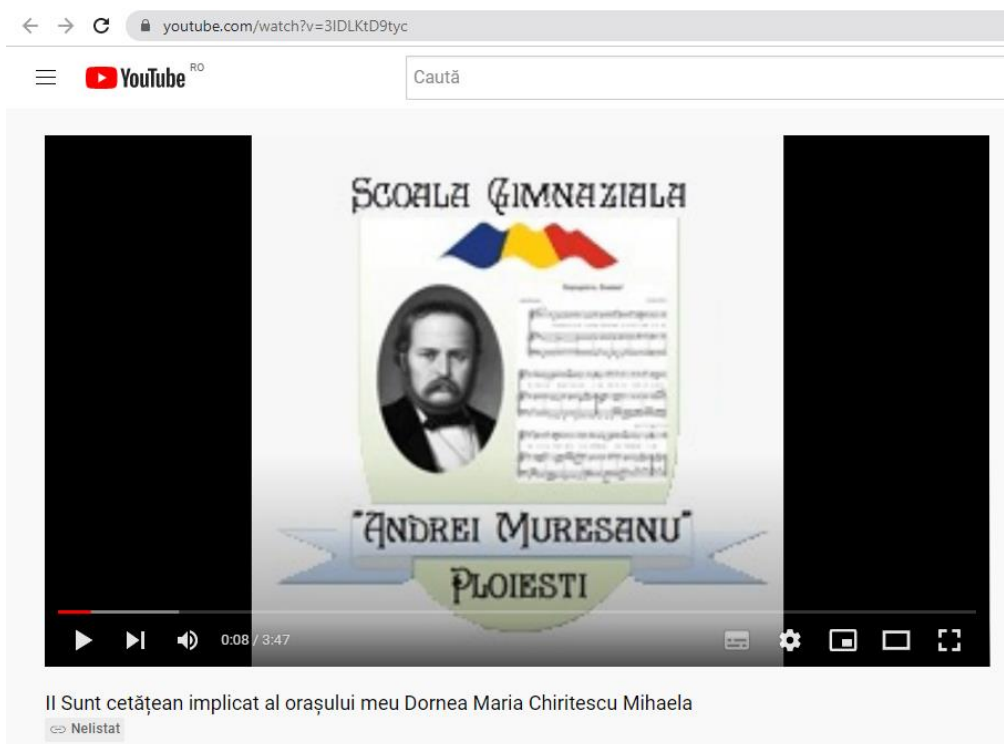 youtube.com/watch?v=3IDLKtD9tyc
YouTube RO
Caută
SCOALA GIMNAZIALA
"ANDREI MURESANU"
PLOIESTI
0:08 / 3:47
II Sunt cetățean implicat al orașului meu Dornea Maria Chiritescu Mihaela
Nelistat